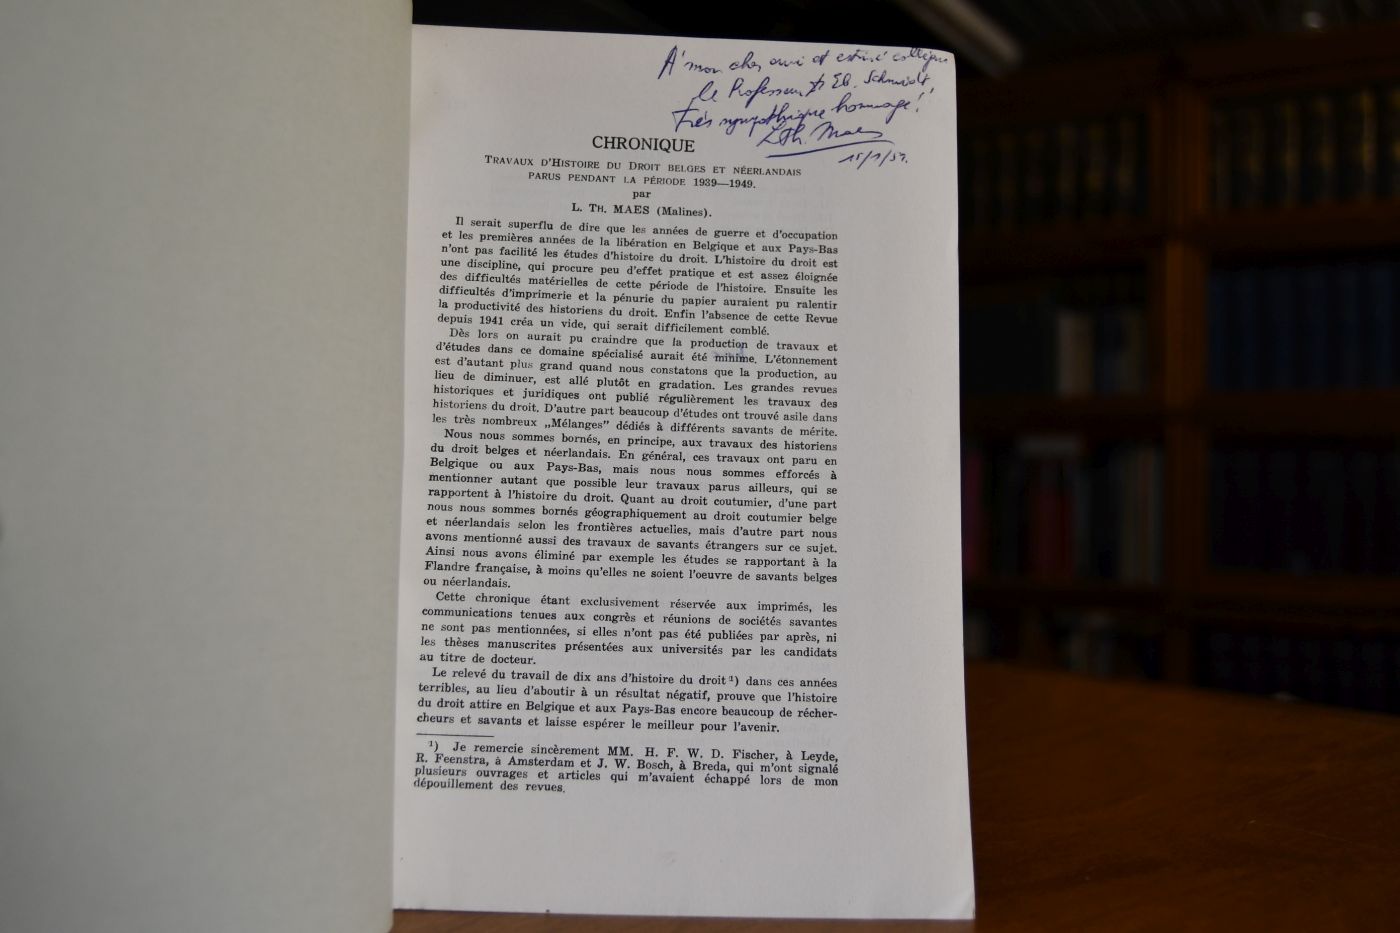 A mon cher ami et estimé collègue
le Professeur Dr Eb. Schmidt,
Très sympathique hommage!
L. Th. Maes
CHRONIQUE
TRAVAUX D'HISTOIRE DU DROIT BELGES ET NÉERLANDAIS
PARUS PENDANT LA PÉRIODE 1939—1949.
par
L. TH. MAES (Malines).
Il serait superflu de dire que les années de guerre et d'occupation
et les premières années de la libération en Belgique et aux Pays-Bas
n'ont pas facilité les études d'histoire du droit. L'histoire du droit est
une discipline, qui procure peu d'effet pratique et est assez éloignée
des difficultés matérielles de cette période de l'histoire. Ensuite les
difficultés d'imprimerie et la pénurie du papier auraient pu ralentir
la productivité des historiens du droit. Enfin l'absence de cette Revue
depuis 1941 créa un vide, qui serait difficilement comblé.
Dès lors on aurait pu craindre que la production de travaux et
d'études dans ce domaine spécialisé aurait été minime. L'étonnement
est d'autant plus grand quand nous constatons que la production, au
lieu de diminuer, est allé plutôt en gradation. Les grandes revues
historiques et juridiques ont publié régulièrement les travaux des
historiens du droit. D'autre part beaucoup d'études ont trouvé asile dans
les très nombreux „Mélanges” dédiés à différents savants de mérite.
Nous nous sommes bornés, en principe, aux travaux des historiens
du droit belges et néerlandais. En général, ces travaux ont paru en
Belgique ou aux Pays-Bas, mais nous nous sommes efforcés à
mentionner autant que possible leur travaux parus ailleurs, qui se
rapportent à l'histoire du droit. Quant au droit coutumier, d'une part
nous nous sommes bornés géographiquement au droit coutumier belge
et néerlandais selon les frontières actuelles, mais d'autre part nous
avons mentionné aussi des travaux de savants étrangers sur ce sujet.
Ainsi nous avons éliminé par exemple les études se rapportant à la
Flandre française, à moins qu'elles ne soient l'oeuvre de savants belges
ou néerlandais.
Cette chronique étant exclusivement réservée aux imprimés, les
communications tenues aux congrès et réunions de sociétés savantes
ne sont pas mentionnées, si elles n'ont pas été publiées par après, ni
les thèses manuscrites présentées aux universités par les candidats
au titre de docteur.
Le relevé du travail de dix ans d'histoire du droit ¹) dans ces années
terribles, au lieu d'aboutir à un résultat négatif, prouve que l'histoire
du droit attire en Belgique et aux Pays-Bas encore beaucoup de récher-
cheurs et savants et laisse espérer le meilleur pour l'avenir.
¹) Je remercie sincèrement MM. H. F. W. D. Fischer, à Leyde,
R. Feenstra, à Amsterdam et J. W. Bosch, à Breda, qui m'ont signalé
plusieurs ouvrages et articles qui m'avaient échappé lors de mon
dépouillement des revues.